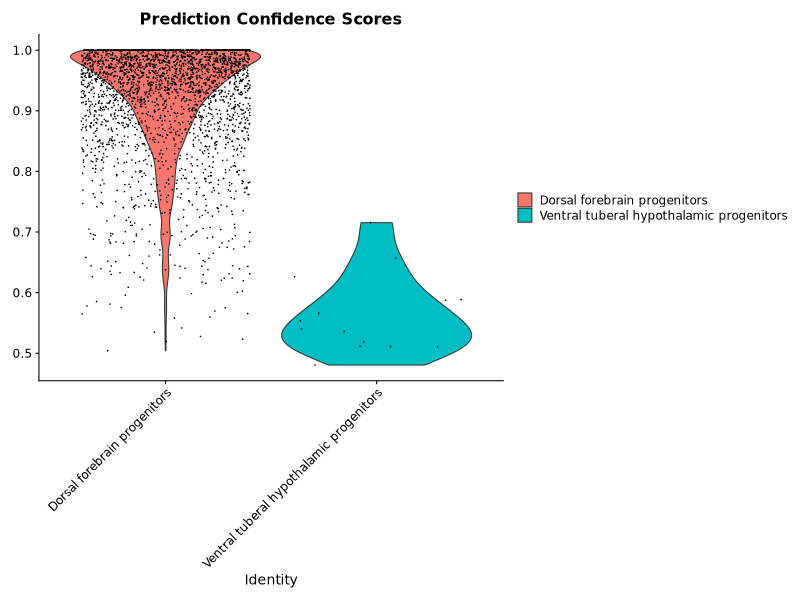 Prediction Confidence Scores
1.0
0.9
0.8
0.7
0.6
0.5
Dorsal forebrain progenitors
Ventral tuberal hypothalamic progenitors
Identity
Dorsal forebrain progenitors
Ventral tuberal hypothalamic progenitors